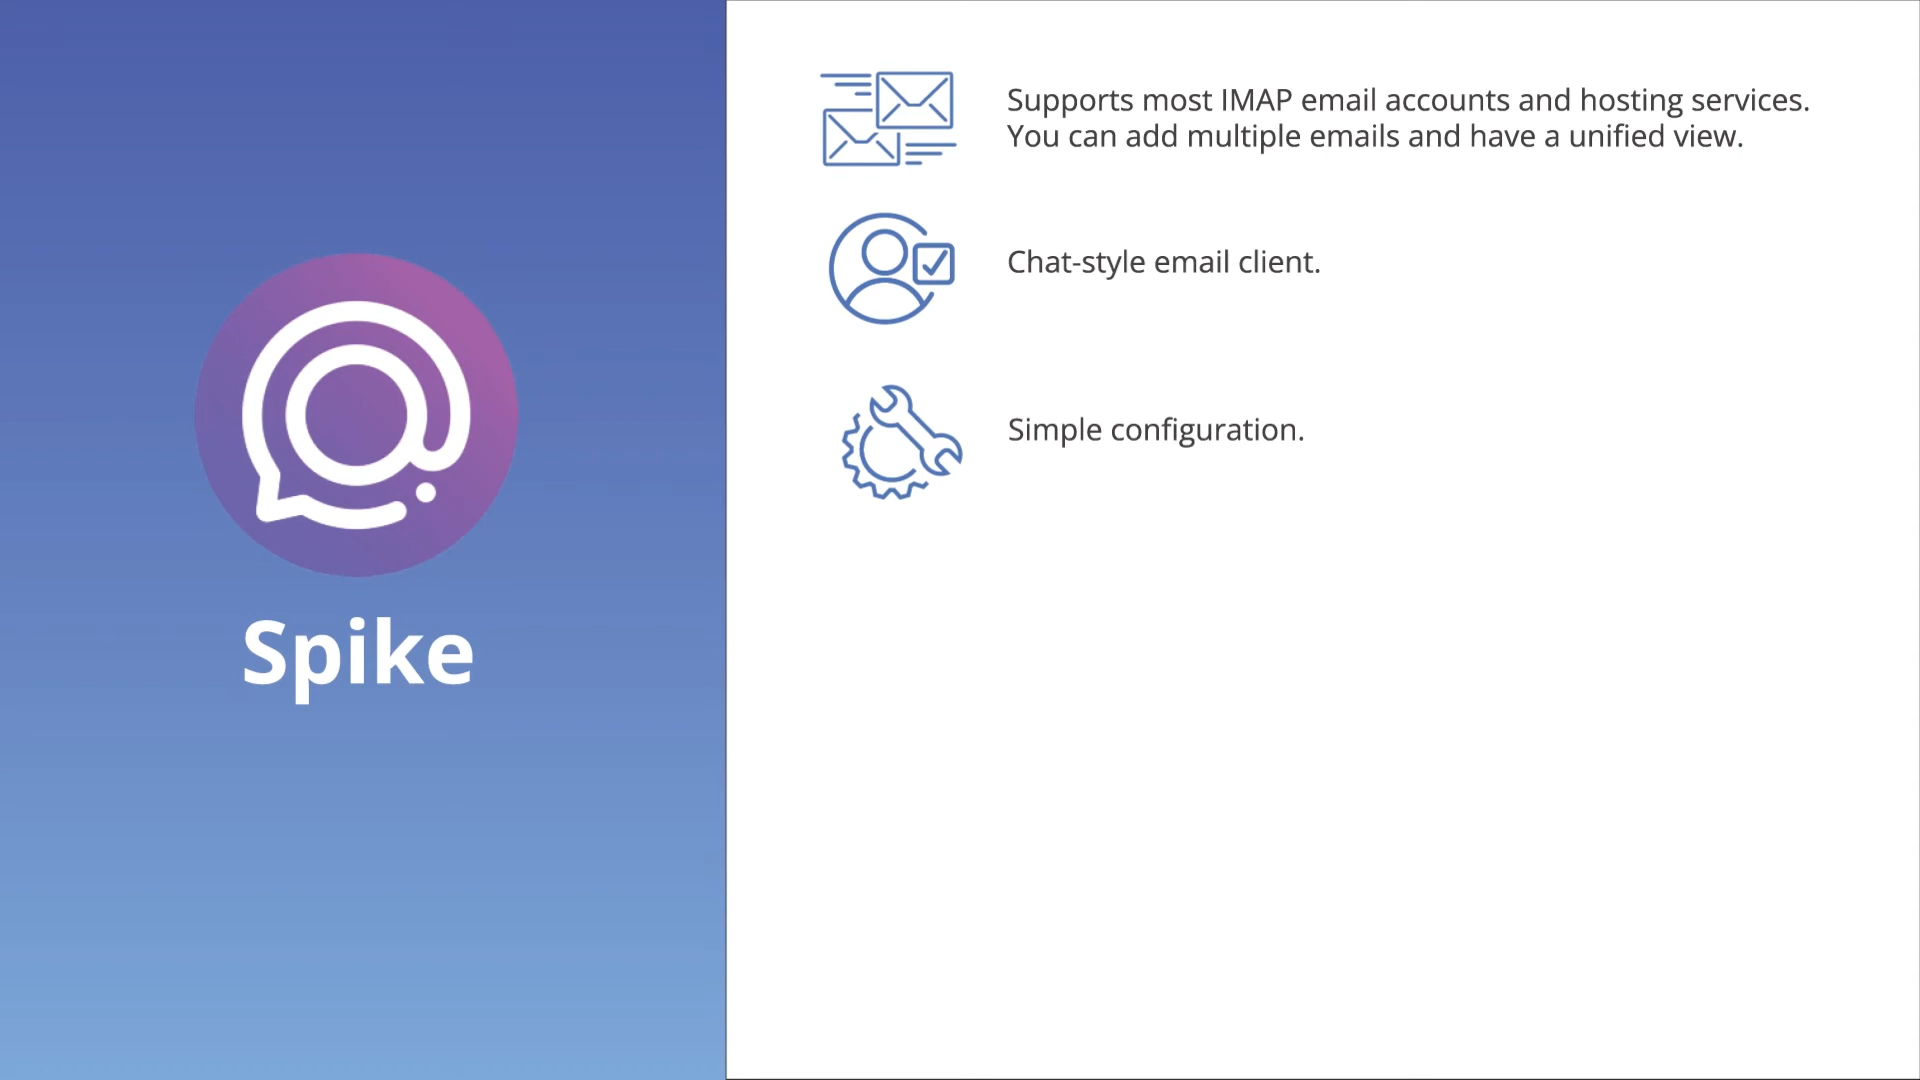 Spike
Supports most IMAP email accounts and hosting services.
You can add multiple emails and have a unified view.
Chat-style email client.
Simple configuration.